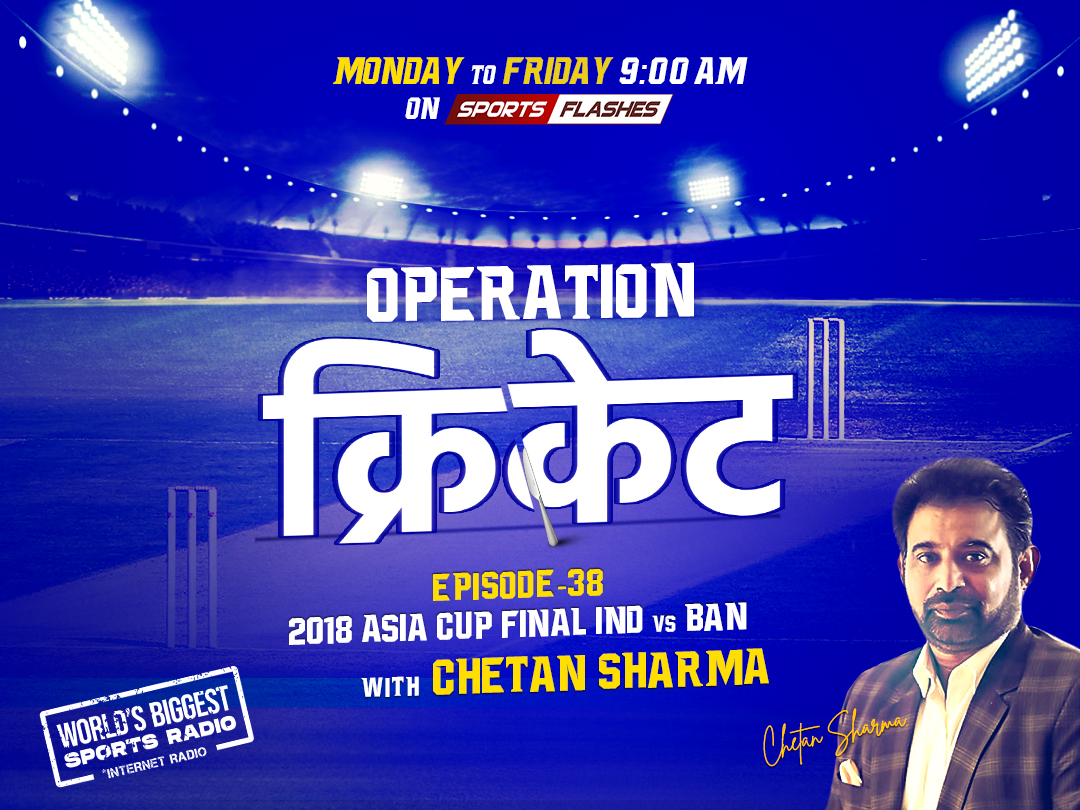 MONDAY TO FRIDAY 9:00 AM
ON SPORTS FLASHES
OPERATION
क्रिकेट
EPISODE-38
2018 ASIA CUP FINAL IND VS BAN
WITH CHETAN SHARMA
WORLD'S BIGGEST
SPORTS RADIO
*INTERNET RADIO
Chetan Sharma